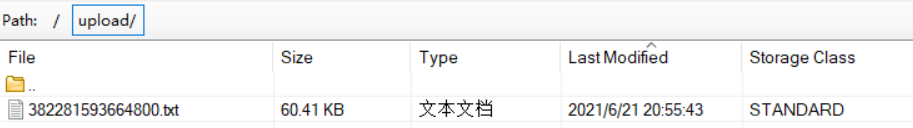 Path: / upload/
File Size Type Last Modified Storage Class
..
382281593664800.txt 60.41 KB 文本文档 2021/6/21 20:55:43 STANDARD